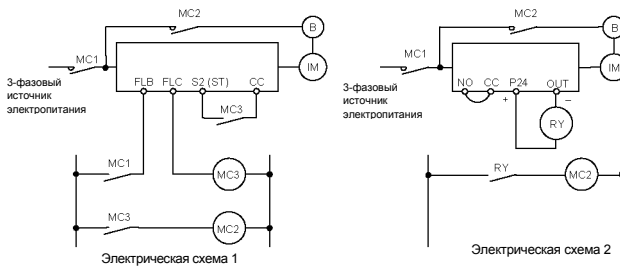 MC2
B
MC1
IM
3-фазовый
источник
электропитания
FLB FLC S2 (ST) CC
MC3
MC1
MC3
MC3
MC2
Электрическая схема 1
MC2
B
MC1
IM
3-фазовый
источник
электропитания
NO CC P24 OUT
+ −
RY
RY
MC2
Электрическая схема 2